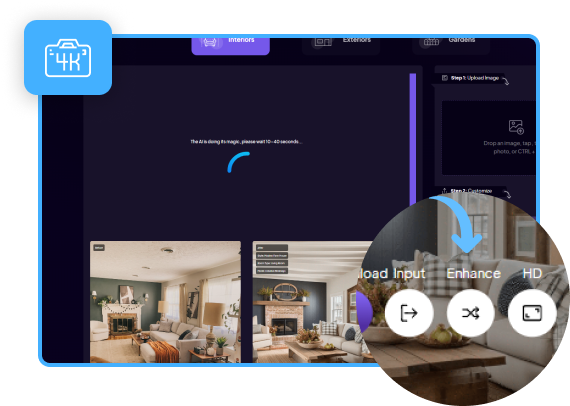 4K
Interiors
Exteriors
Gardens
Step 1: Upload Image
The AI is doing its magic, please wait 10-40 seconds...
Drop an image, tap,
photo, or CTRL +
Step 2: Customize
load Input
Enhance
HD